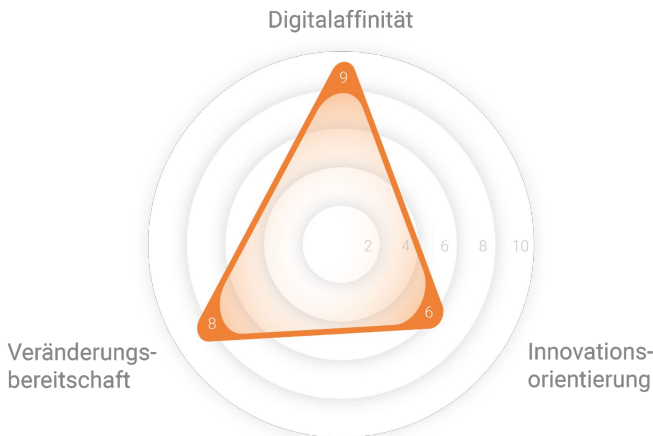 Digitalaffinität
9
2 4 6 8 10
6
8
Veränderungs-
bereitschaft
Innovations-
orientierung